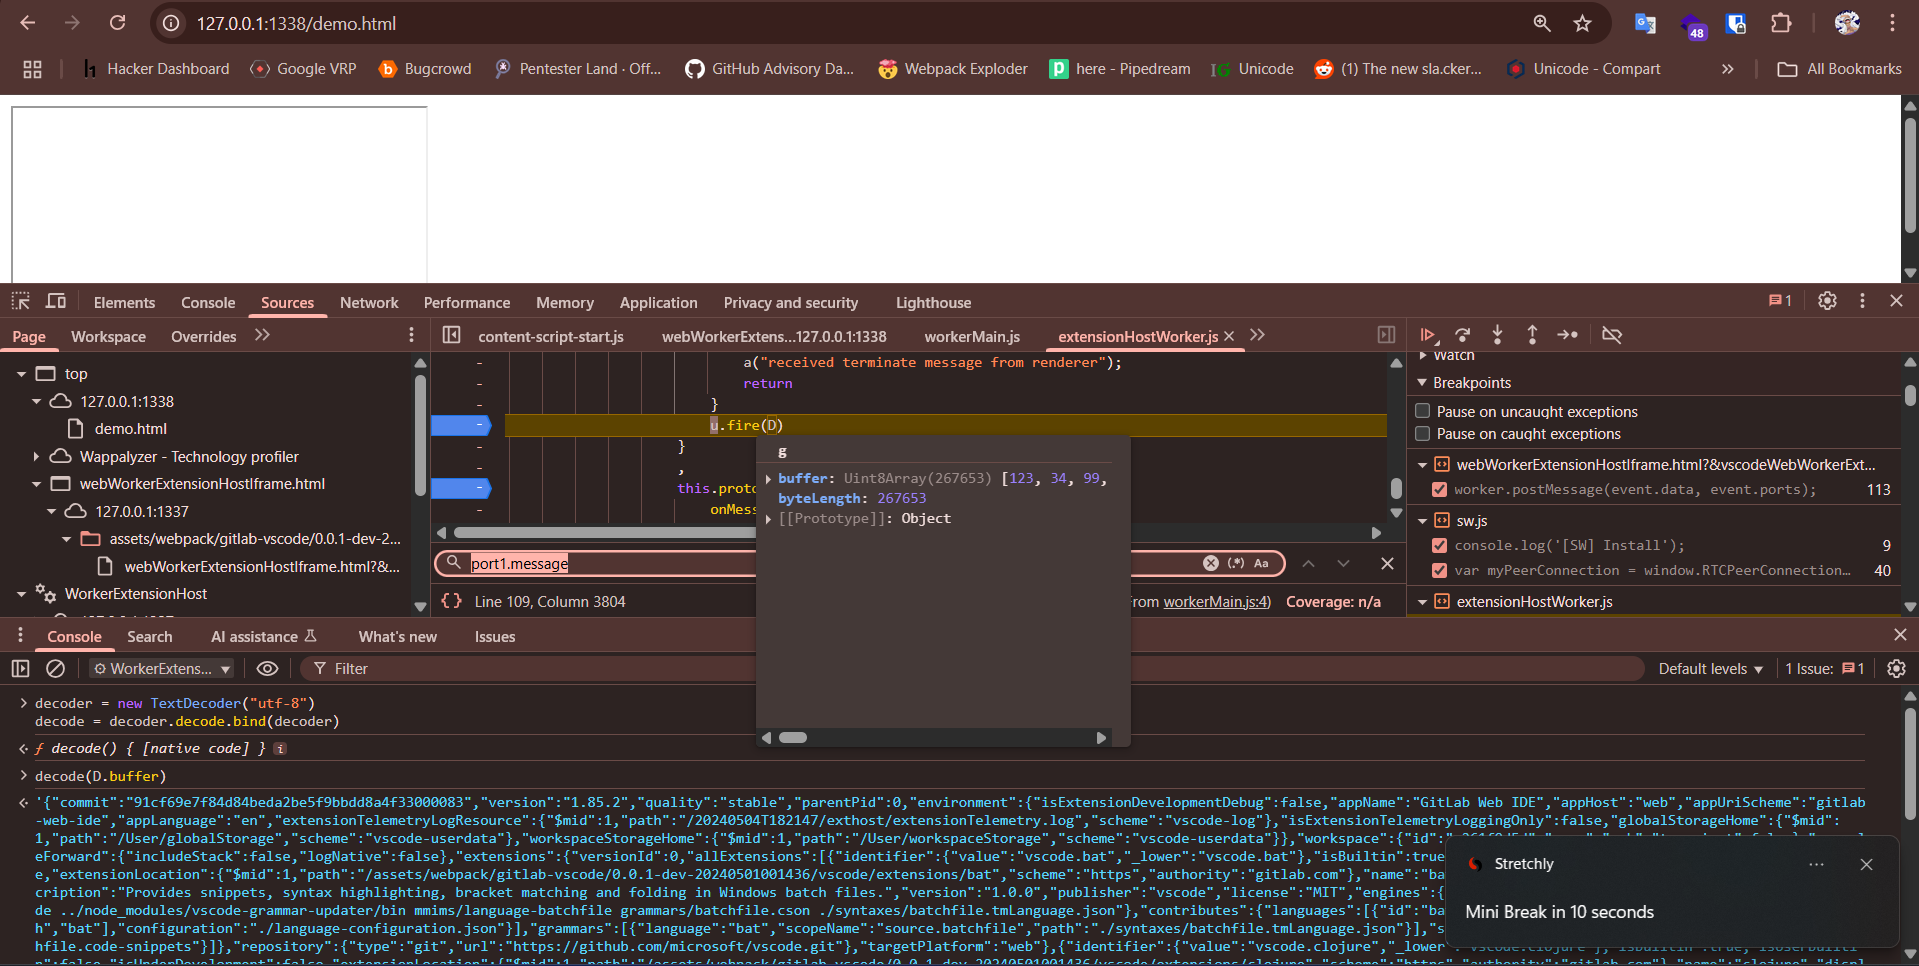 127.0.0.1:1338/demo.html
48
Hacker Dashboard
Google VRP
Bugcrowd
Pentester Land · Off...
GitHub Advisory Da...
Webpack Exploder
here - Pipedream
Unicode
(1) The new sla.cker...
Unicode - Compart
»
All Bookmarks
Elements
Console
Sources
Network
Performance
Memory
Application
Privacy and security
Lighthouse
1
Page
Workspace
Overrides
content-script-start.js
webWorkerExtens...127.0.0.1:1338
workerMain.js
extensionHostWorker.js
top
127.0.0.1:1338
demo.html
Wappalyzer - Technology profiler
webWorkerExtensionHostIframe.html
127.0.0.1:1337
assets/webpack/gitlab-vscode/0.0.1-dev-2...
webWorkerExtensionHostIframe.html?&...
WorkerExtensionHost
a("received terminate message from renderer");
return
}
u.fire(D)
}
,
this.proto
onMess
g
buffer: Uint8Array(267653) [123, 34, 99,
byteLength: 267653
[[Prototype]]: Object
port1.message
(.*)
Aa
{ } Line 109, Column 3804
From workerMain.js:4)
Coverage: n/a
Watch
Breakpoints
Pause on uncaught exceptions
Pause on caught exceptions
webWorkerExtensionHostIframe.html?&vscodeWebWorkerExt...
worker.postMessage(event.data, event.ports); 113
sw.js
console.log('[SW] Install'); 9
var myPeerConnection = window.RTCPeerConnection... 40
extensionHostWorker.js
Console
Search
AI assistance
What's new
Issues
WorkerExtens...
Filter
Default levels
1 Issue: 1
decoder = new TextDecoder("utf-8")
decode = decoder.decode.bind(decoder)
ƒ decode() { [native code] }
decode(D.buffer)
'{"commit":"91cf69e7f84d84beda2be5f9bbdd8a4f33000083","version":"1.85.2","quality":"stable","parentPid":0,"environment":{"isExtensionDevelopmentDebug":false,"appName":"GitLab Web IDE","appHost":"web","appUriScheme":"gitlab
-web-ide","appLanguage":"en","extensionTelemetryLogResource":{"$mid":1,"path":"/20240504T182147/exthost/extensionTelemetry.log","scheme":"vscode-log"},"isExtensionTelemetryLoggingOnly":false,"globalStorageHome":{"$mid":
1,"path":"/User/globalStorage","scheme":"vscode-userdata"},"workspaceStorageHome":{"$mid":1,"path":"/User/workspaceStorage","scheme":"vscode-userdata"}},"workspace":{"id":
eForward":{"includeStack":false,"logNative":false},"extensions":{"versionId":0,"allExtensions":[{"identifier":{"value":"vscode.bat","_lower":"vscode.bat"},"isBuiltin":true
e,"extensionLocation":{"$mid":1,"path":"/assets/webpack/gitlab-vscode/0.0.1-dev-20240501001436/vscode/extensions/bat","scheme":"https","authority":"gitlab.com"},"name":"ba
cription":"Provides snippets, syntax highlighting, bracket matching and folding in Windows batch files.","version":"1.0.0","publisher":"vscode","license":"MIT","engines":{
de ../node_modules/vscode-grammar-updater/bin mmims/language-batchfile grammars/batchfile.cson ./syntaxes/batchfile.tmLanguage.json"},"contributes":{"languages":[{"id":"ba
h","bat"],"configuration":"./language-configuration.json"}],"grammars":[{"language":"bat","scopeName":"source.batchfile","path":"./syntaxes/batchfile.tmLanguage.json"}],"s
hfile.code-snippets"}]},"repository":{"type":"git","url":"https://github.com/microsoft/vscode.git"},"targetPlatform":"web"},{"identifier":{"value":"vscode.clojure","_lower
Stretchly
Mini Break in 10 seconds